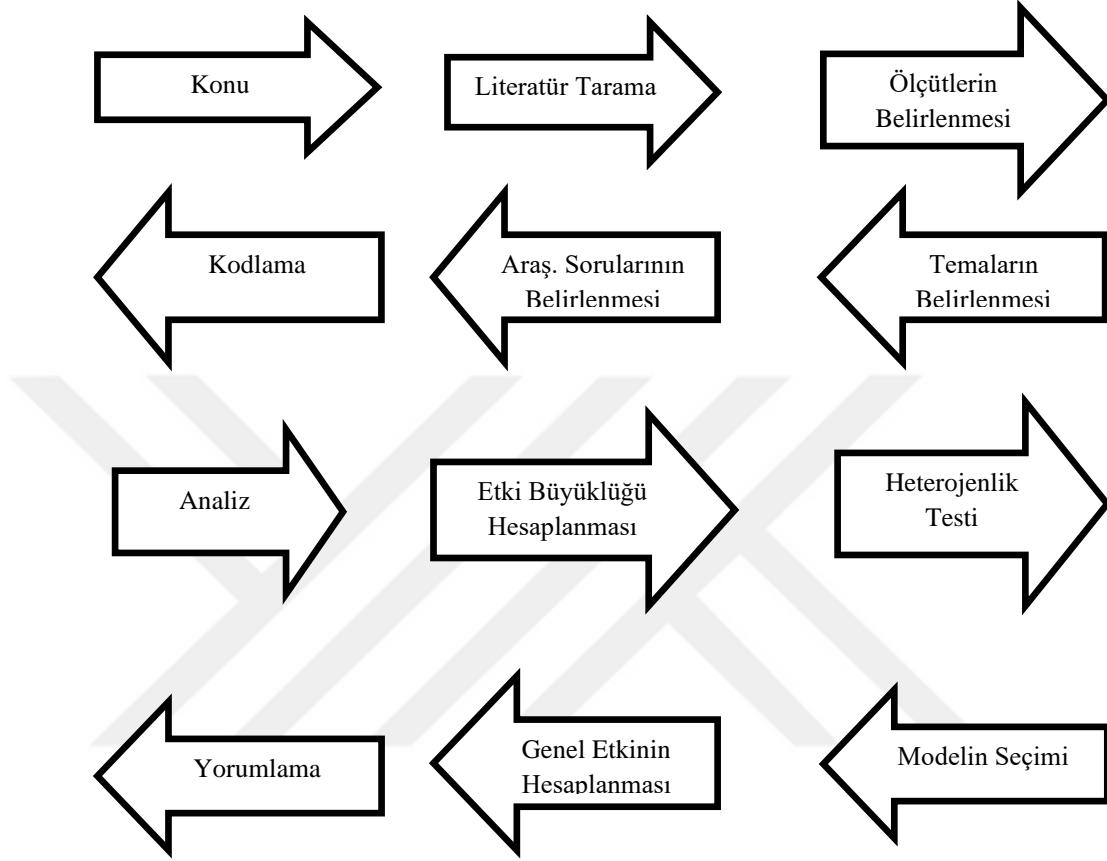 Konu
Literatür Tarama
Ölçütlerin
Belirlenmesi
Kodlama
Araş. Sorularının
Belirlenmesi
Temaların
Belirlenmesi
Analiz
Etki Büyüklüğü
Hesaplanması
Heterojenlik
Testi
Yorumlama
Genel Etkinin
Hesaplanması
Modelin Seçimi